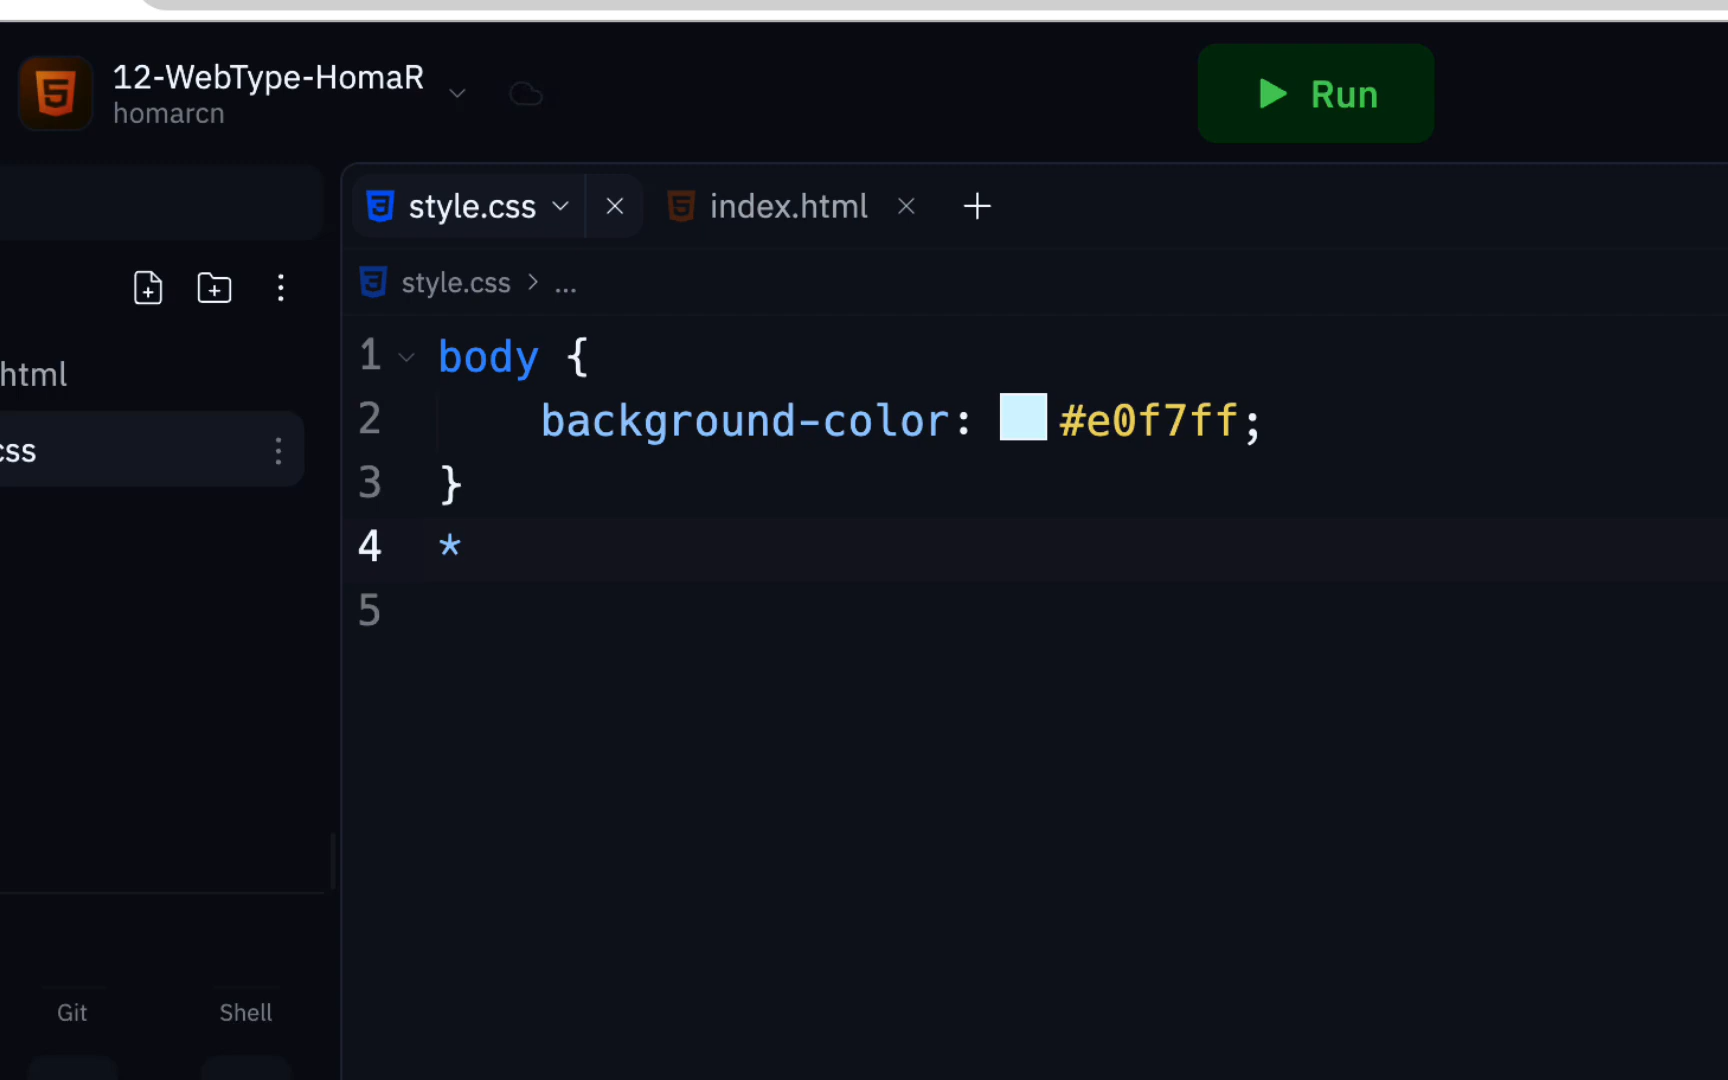 12-WebType-HomaR
homarcn
Run
style.css
index.html
style.css > ...
html
css
1 body {
2 background-color: #e0f7ff;
3 }
4 *
5
Git
Shell